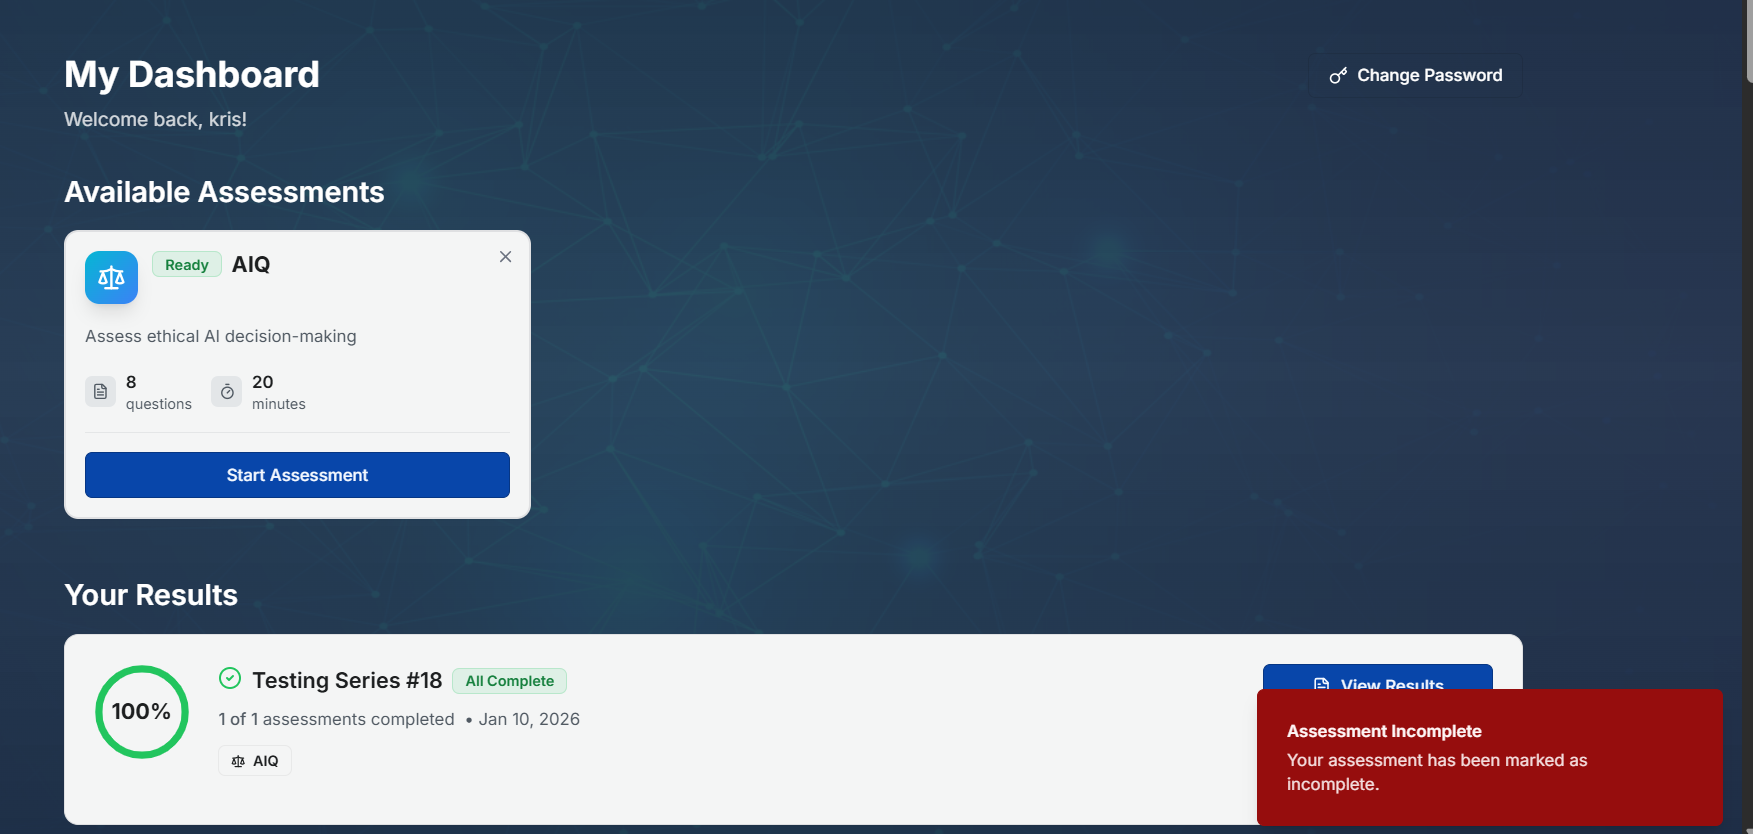 My Dashboard
Change Password
Welcome back, kris!
Available Assessments
Ready AIQ
Assess ethical AI decision-making
8
questions
20
minutes
Start Assessment
Your Results
100%
Testing Series #18 All Complete
1 of 1 assessments completed • Jan 10, 2026
AIQ
View Results
Assessment Incomplete
Your assessment has been marked as
incomplete.